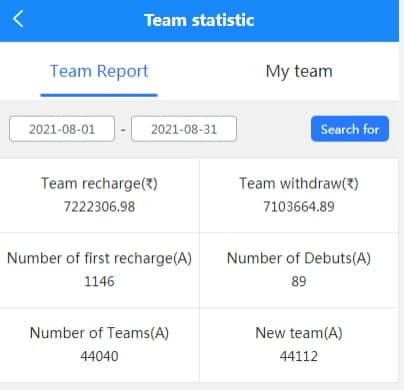 Team statistic
Team Report My team
2021-08-01 - 2021-08-31 Search for
Team recharge(₹) Team withdraw(₹)
7222306.98 7103664.89
Number of first recharge(A) Number of Debuts(A)
1146 89
Number of Teams(A) New team(A)
44040 44112